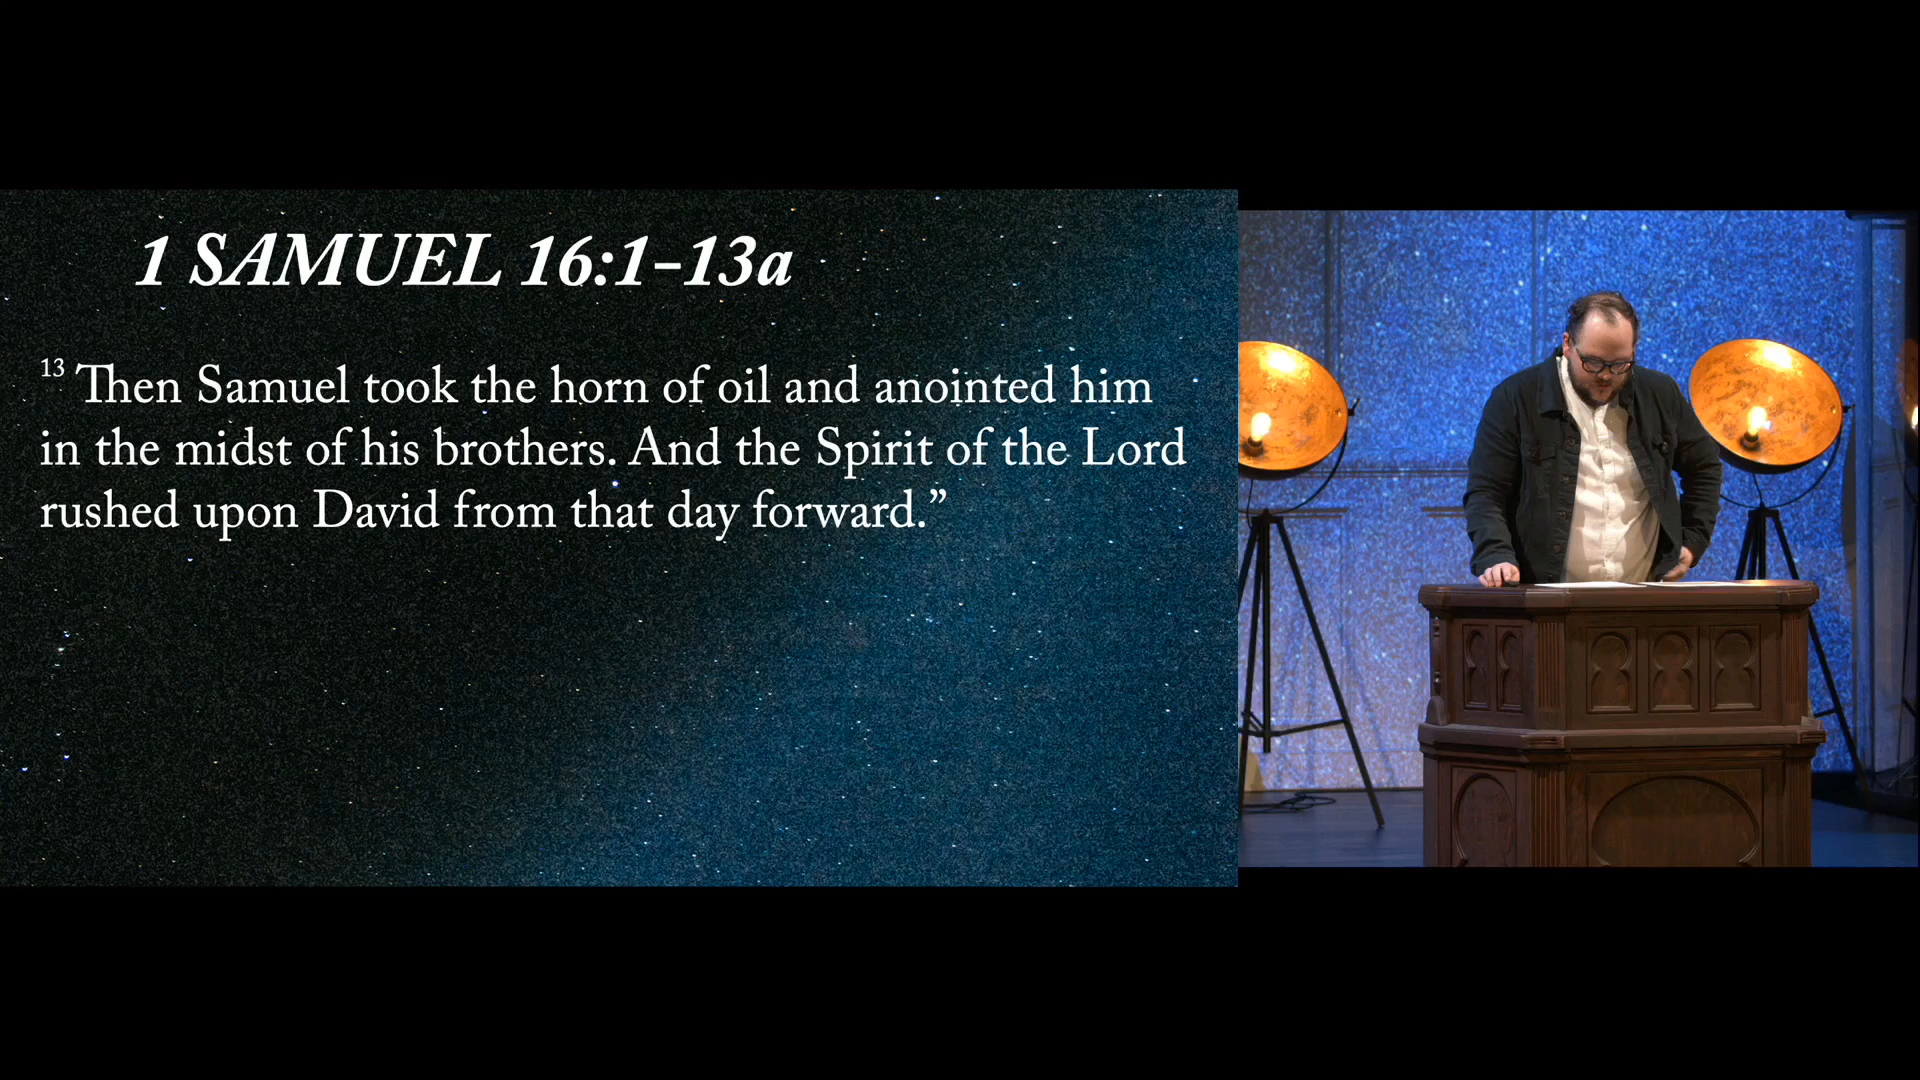 1 SAMUEL 16:1-13a
13 Then Samuel took the horn of oil and anointed him
in the midst of his brothers. And the Spirit of the Lord
rushed upon David from that day forward.”